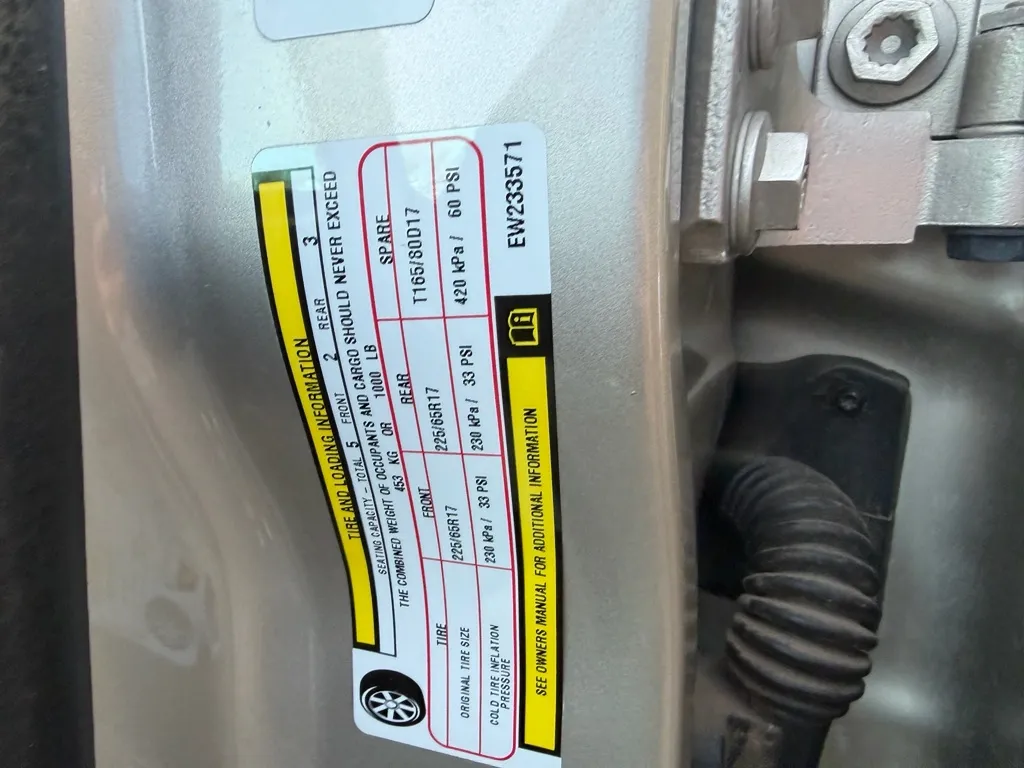 TIRE AND LOADING INFORMATION
SEATING CAPACITY - TOTAL 5 FRONT 2 REAR 3
THE COMBINED WEIGHT OF OCCUPANTS AND CARGO SHOULD NEVER EXCEED
453 KG OR 1000 LB
TIRE FRONT REAR SPARE
ORIGINAL TIRE SIZE 225/65R17 225/65R17 T165/80D17
COLD TIRE INFLATION PRESSURE 230 kPa / 33 PSI 230 kPa / 33 PSI 420 kPa / 60 PSI
SEE OWNERS MANUAL FOR ADDITIONAL INFORMATION
EW233571